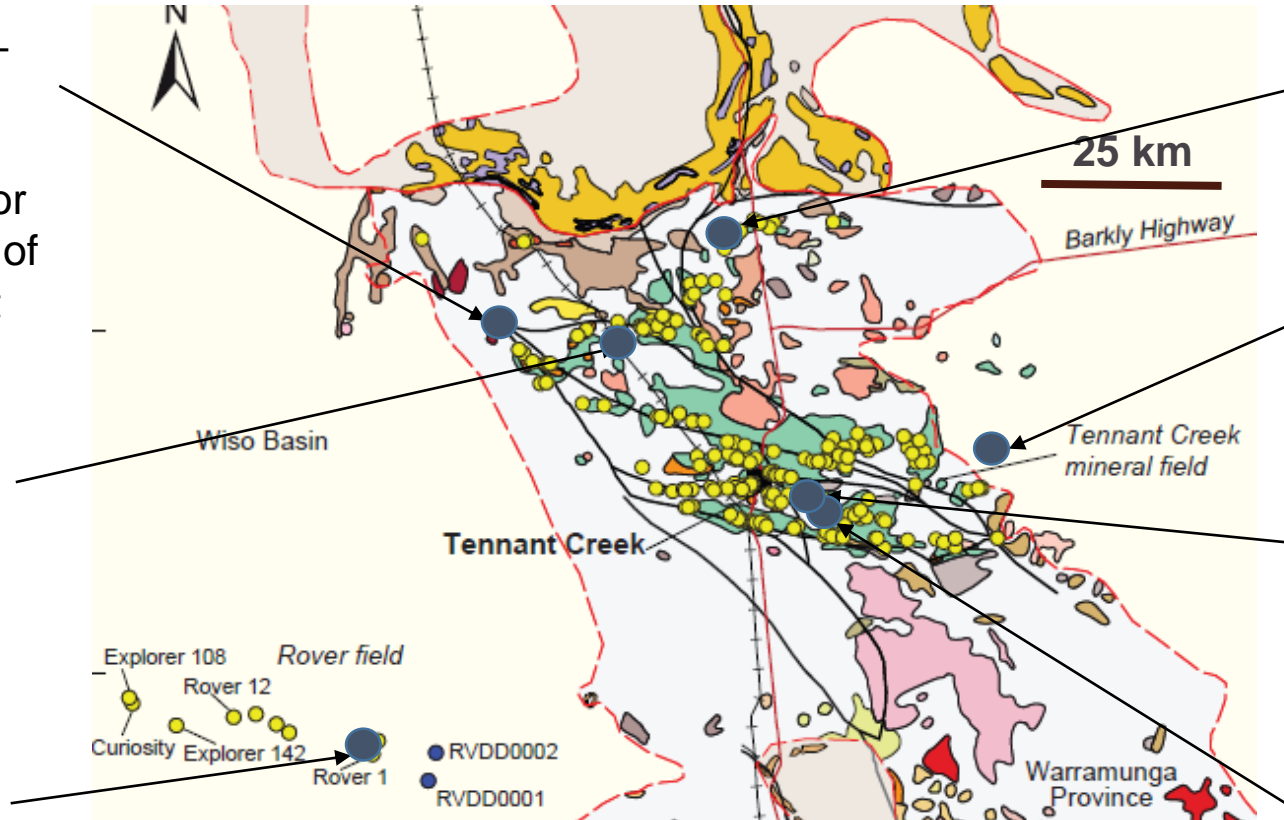 N
–
or
of
25 km
Barkly Highway
Wiso Basin
Tennant Creek
mineral field
Tennant Creek
Explorer 108
Rover field
Rover 12
Curiosity
Explorer 142
Rover 1
RVDD0002
RVDD0001
Warramunga
Province